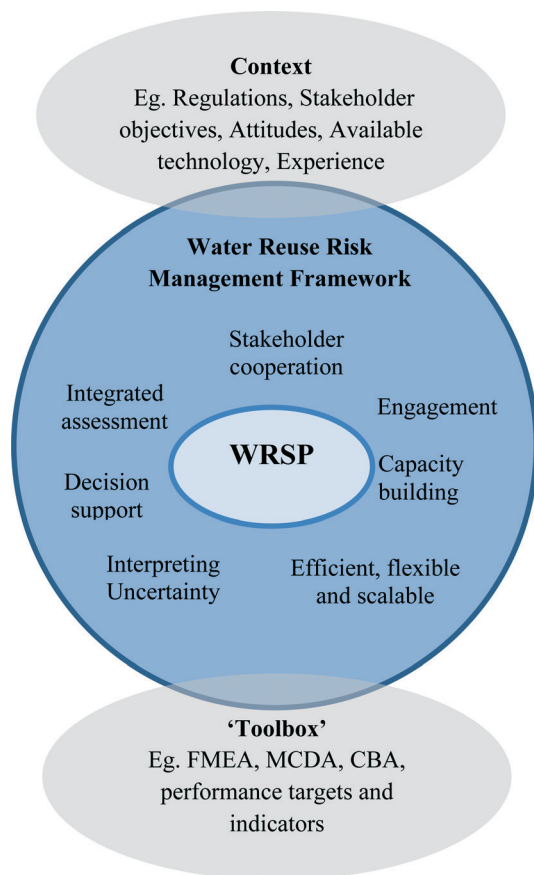 Context
Eg. Regulations, Stakeholder
objectives, Attitudes, Available
technology, Experience
Water Reuse Risk
Management Framework
Stakeholder
cooperation
Integrated
assessment
Engagement
WRSP
Decision
support
Capacity
building
Interpreting
Uncertainty
Efficient, flexible
and scalable
‘Toolbox’
Eg. FMEA, MCDA, CBA,
performance targets and
indicators